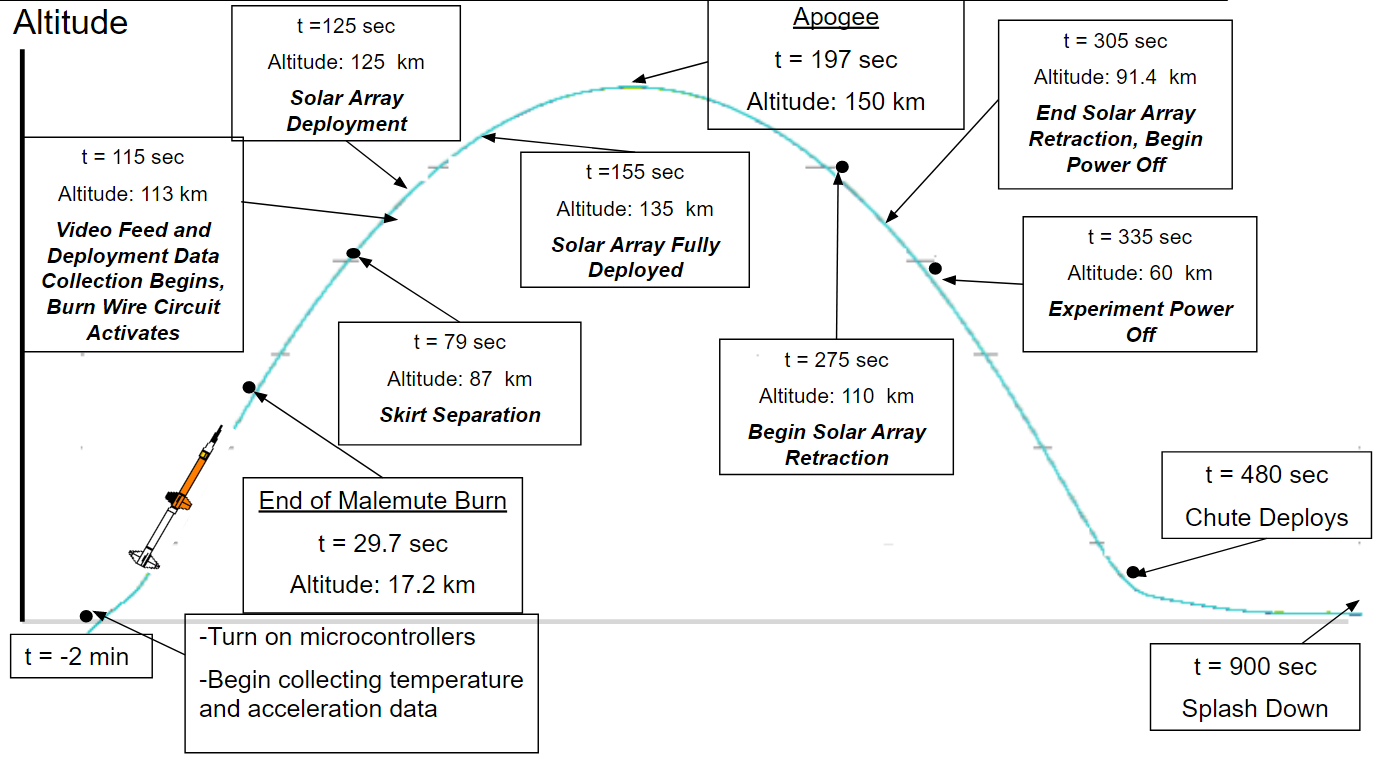 Altitude
t =125 sec
Altitude: 125 km
Solar Array
Deployment
Apogee
t = 197 sec
Altitude: 150 km
t = 305 sec
Altitude: 91.4 km
End Solar Array
Retraction, Begin
Power Off
t = 115 sec
Altitude: 113 km
Video Feed and
Deployment Data
Collection Begins,
Burn Wire Circuit
Activates
t =155 sec
Altitude: 135 km
Solar Array Fully
Deployed
t = 335 sec
Altitude: 60 km
Experiment Power
Off
t = 79 sec
Altitude: 87 km
Skirt Separation
t = 275 sec
Altitude: 110 km
Begin Solar Array
Retraction
End of Malemute Burn
t = 29.7 sec
Altitude: 17.2 km
t = 480 sec
Chute Deploys
t = -2 min
-Turn on microcontrollers
-Begin collecting temperature
and acceleration data
t = 900 sec
Splash Down